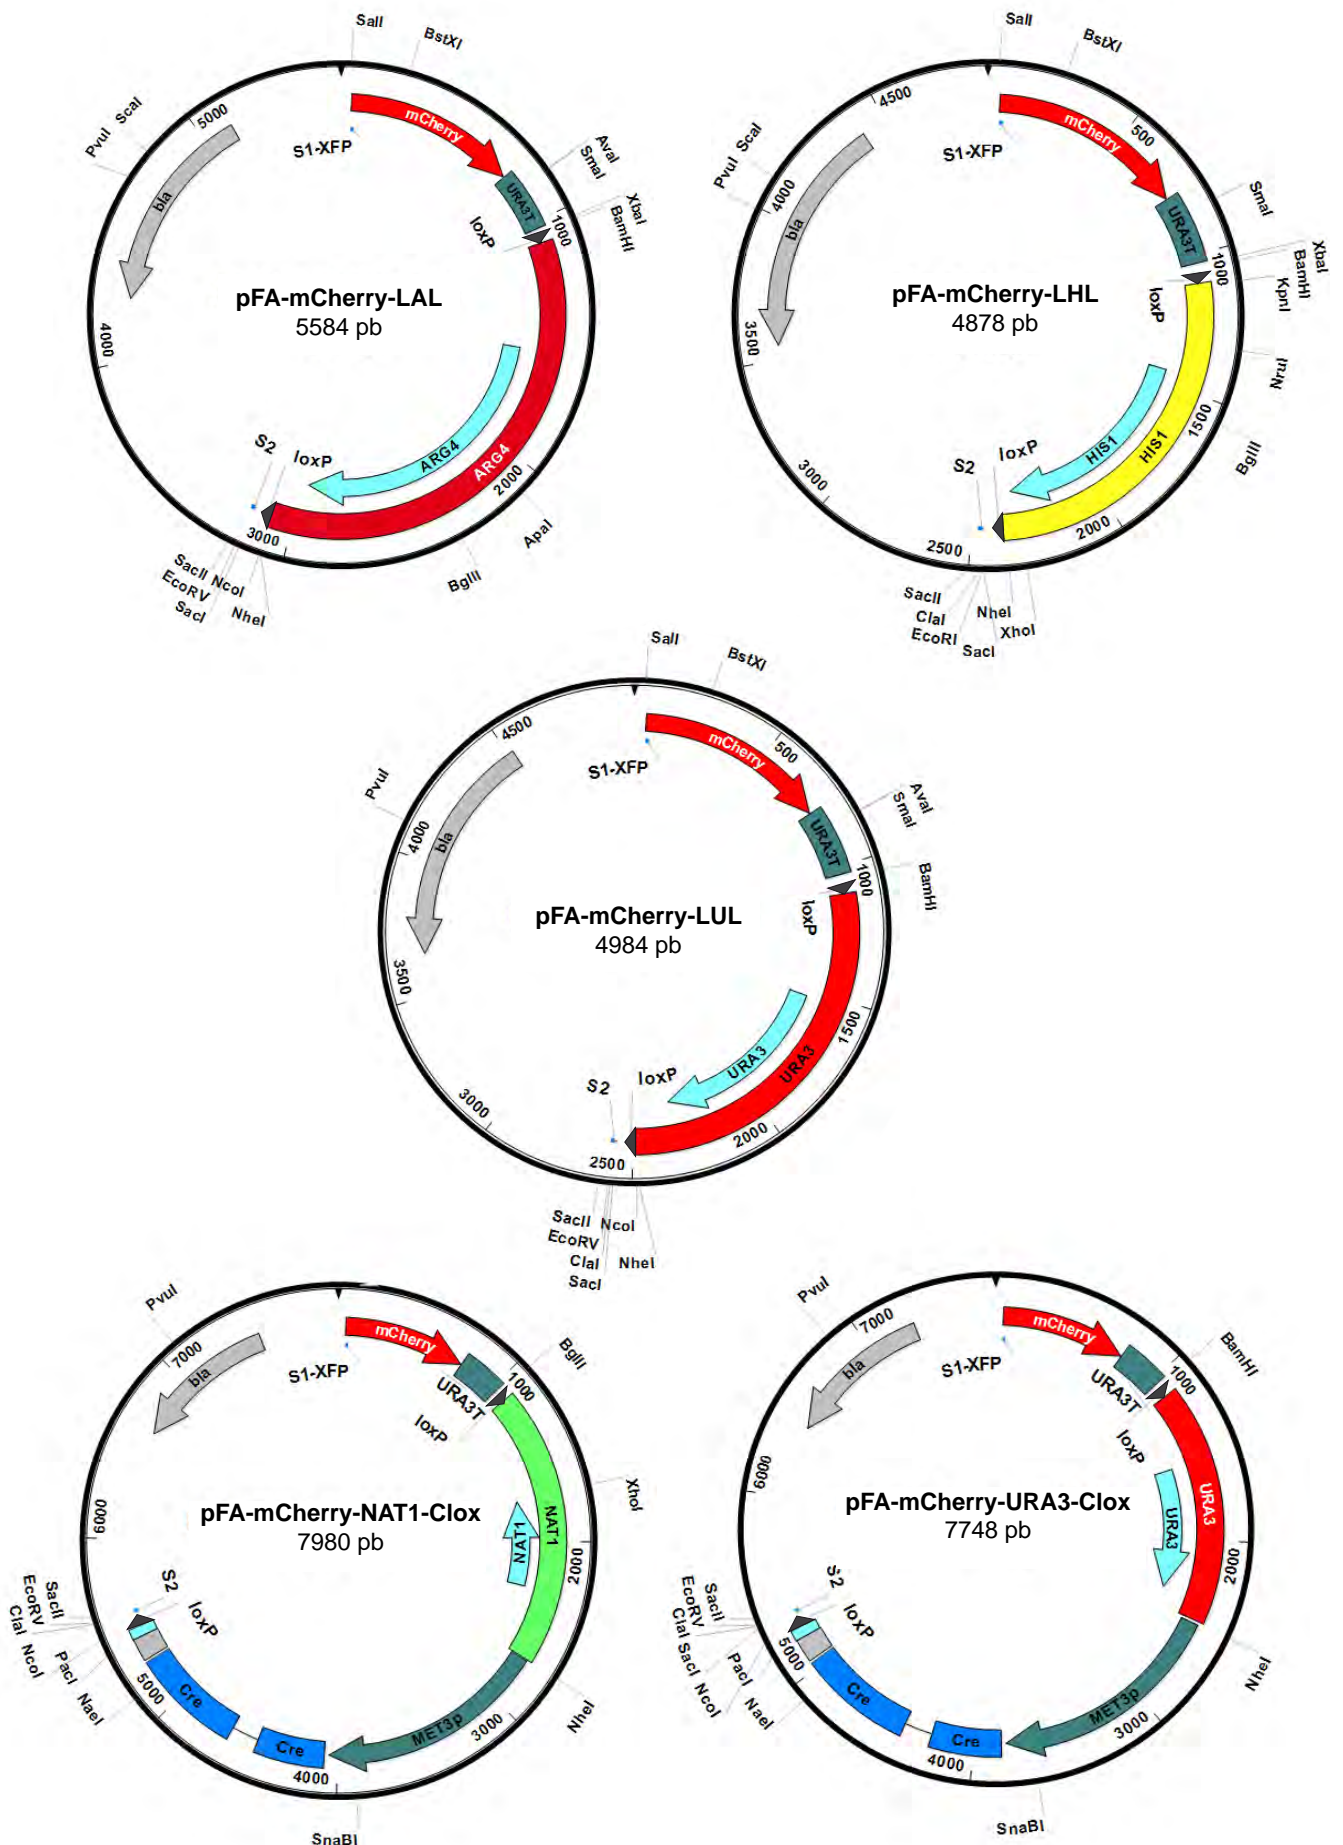 SalI
BstXI
AvaI
SmaI
XbaI
BamHI
ApaI
BglII
NheI
NcoI
SacI
EcoRV
SacII
PvuI
ScaI
1000
2000
3000
4000
5000
mCherry
URA3T
loxP
ARG4
ARG4
loxP
S2
S1-XFP
bla
pFA-mCherry-LAL
5584 pb
SalI
BstXI
SmaI
XbaI
BamHI
KpnI
NruI
BglII
XhoI
NheI
SacI
EcoRI
ClaI
SacII
PvuI
ScaI
500
1000
1500
2000
2500
3000
3500
4000
4500
mCherry
URA3T
loxP
HIS1
HIS1
loxP
S2
S1-XFP
bla
pFA-mCherry-LHL
4878 pb
SalI
BstXI
AvaI
SmaI
BamHI
NheI
NcoI
SacI
ClaI
EcoRV
SacII
PvuI
500
1000
1500
2000
2500
3000
3500
4000
4500
mCherry
URA3T
loxP
URA3
URA3
loxP
S2
S1-XFP
bla
pFA-mCherry-LUL
4984 pb
BglII
XhoI
NheI
SnaBI
NaeI
PacI
NcoI
ClaI
EcoRV
SacII
PvuI
1000
2000
3000
4000
5000
6000
7000
mCherry
URA3T
loxP
NAT1
NAT1
MET3p
Cre
Cre
loxP
S2
S1-XFP
bla
pFA-mCherry-NAT1-Clox
7980 pb
BamHI
NheI
SnaBI
NaeI
PacI
NcoI
SacI
ClaI
EcoRV
SacII
PvuI
1000
2000
3000
4000
5000
6000
7000
mCherry
URA3T
loxP
URA3
URA3
MET3p
Cre
Cre
loxP
S2
S1-XFP
bla
pFA-mCherry-URA3-Clox
7748 pb